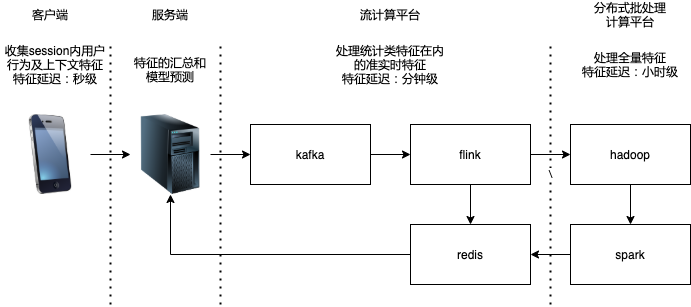 客户端
收集session内用户
行为及上下文特征
特征延迟：秒级
服务端
特征的汇总和
模型预测
流计算平台
处理统计类特征在内
的准实时特征
特征延迟：分钟级
分布式批处理
计算平台
处理全量特征
特征延迟：小时级
kafka
flink
hadoop
\
redis
spark